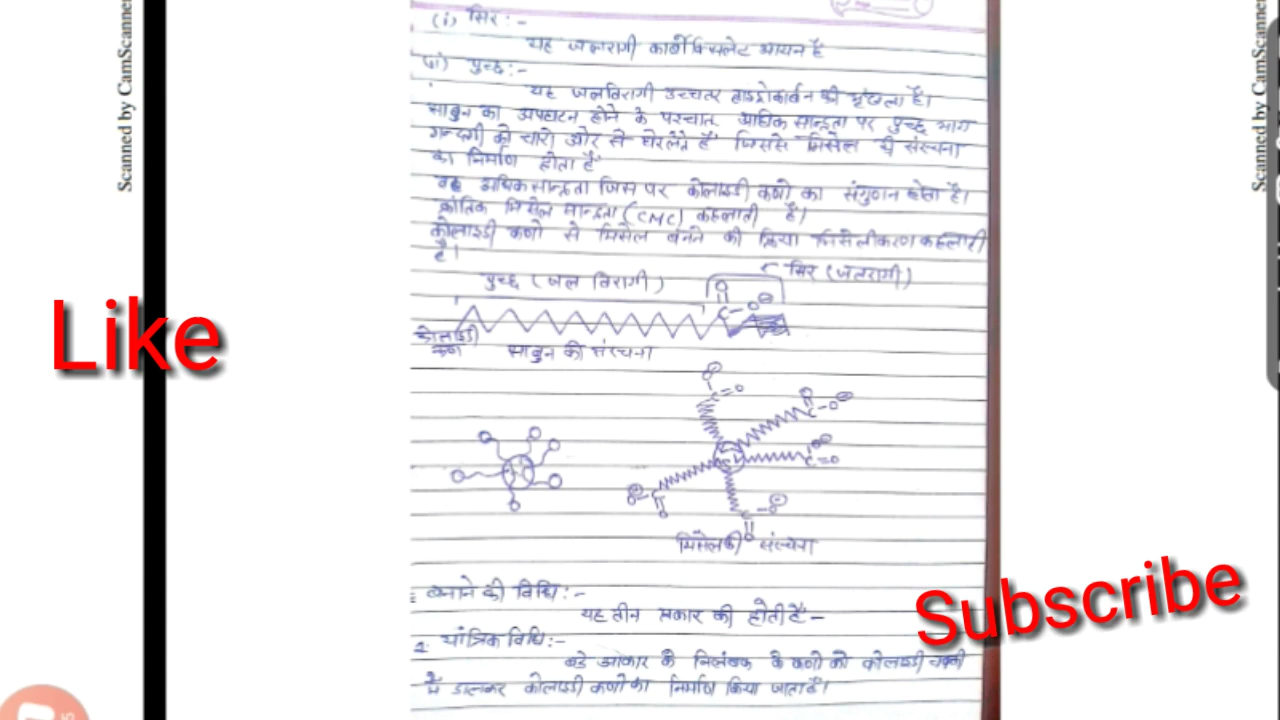 (i) सिर:-
यह जलरागी कार्बोक्सिलेट आयन है
(ii) पुच्छ:-
यह जलविरागी उच्चतर हाइड्रोकार्बन की श्रृंखला है।
साबुन का अपघटन होने के पश्चात अधिक सान्द्रता पर पुच्छ भाग
गन्दगी को चारो ओर से घेर लेते है जिससे मिसेल की संरचना
का निर्माण होता है
वह अधिक सान्द्रता जिस पर कोलाइडी कणो का संगुणन होता है।
क्रांतिक मिसेल सान्द्रता (CMC) कहलाती है।
कोलाइडी कणो से मिसेल बनने की क्रिया मिसेलीकरण कहलाती
है।
सिर (जलरागी)
पुच्छ (जल विरागी)
कोलाइडी
कण
साबुन की संरचना
मिसेल की संरचना
बनाने की विधि:-
यह तीन प्रकार की होती है -
यांत्रिक विधि:-
बडे आकार के निलंबन के कणो को कोलाइडी चक्की
में डालकर कोलाइडी कणो का निर्माण किया जाता है।
Scanned by CamScanner
Scanned by CamScanner
Like
Subscribe